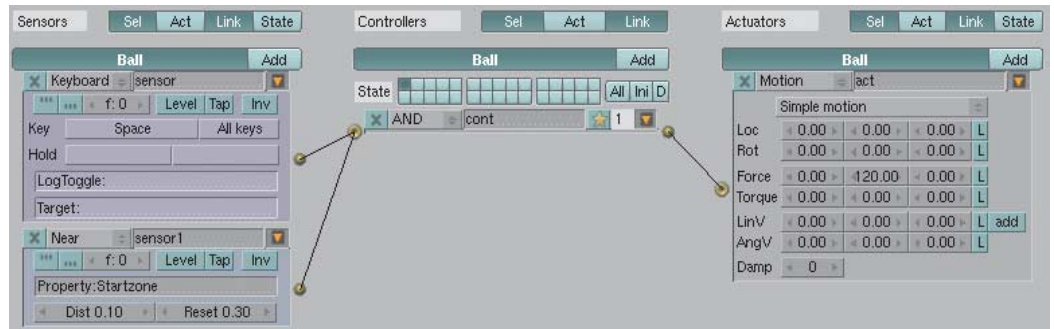 Sensors Sel Act Link State Controllers Sel Act Link Actuators Sel Act Link State
Ball Add Ball Add Ball Add
Keyboard sensor
f: 0 Level Tap Inv
Key Space All keys
Hold
LogToggle:
Target:
Near sensor1
f: 0 Level Tap Inv
Property:Startzone
Dist 0.10 Reset 0.30
State All Ini D
AND cont 1
Motion act
Simple motion
Loc 0.00 0.00 0.00 L
Rot 0.00 0.00 0.00 L
Force 0.00 120.00 0.00 L
Torque 0.00 0.00 0.00 L
LinV 0.00 0.00 0.00 L add
AngV 0.00 0.00 0.00 L
Damp 0